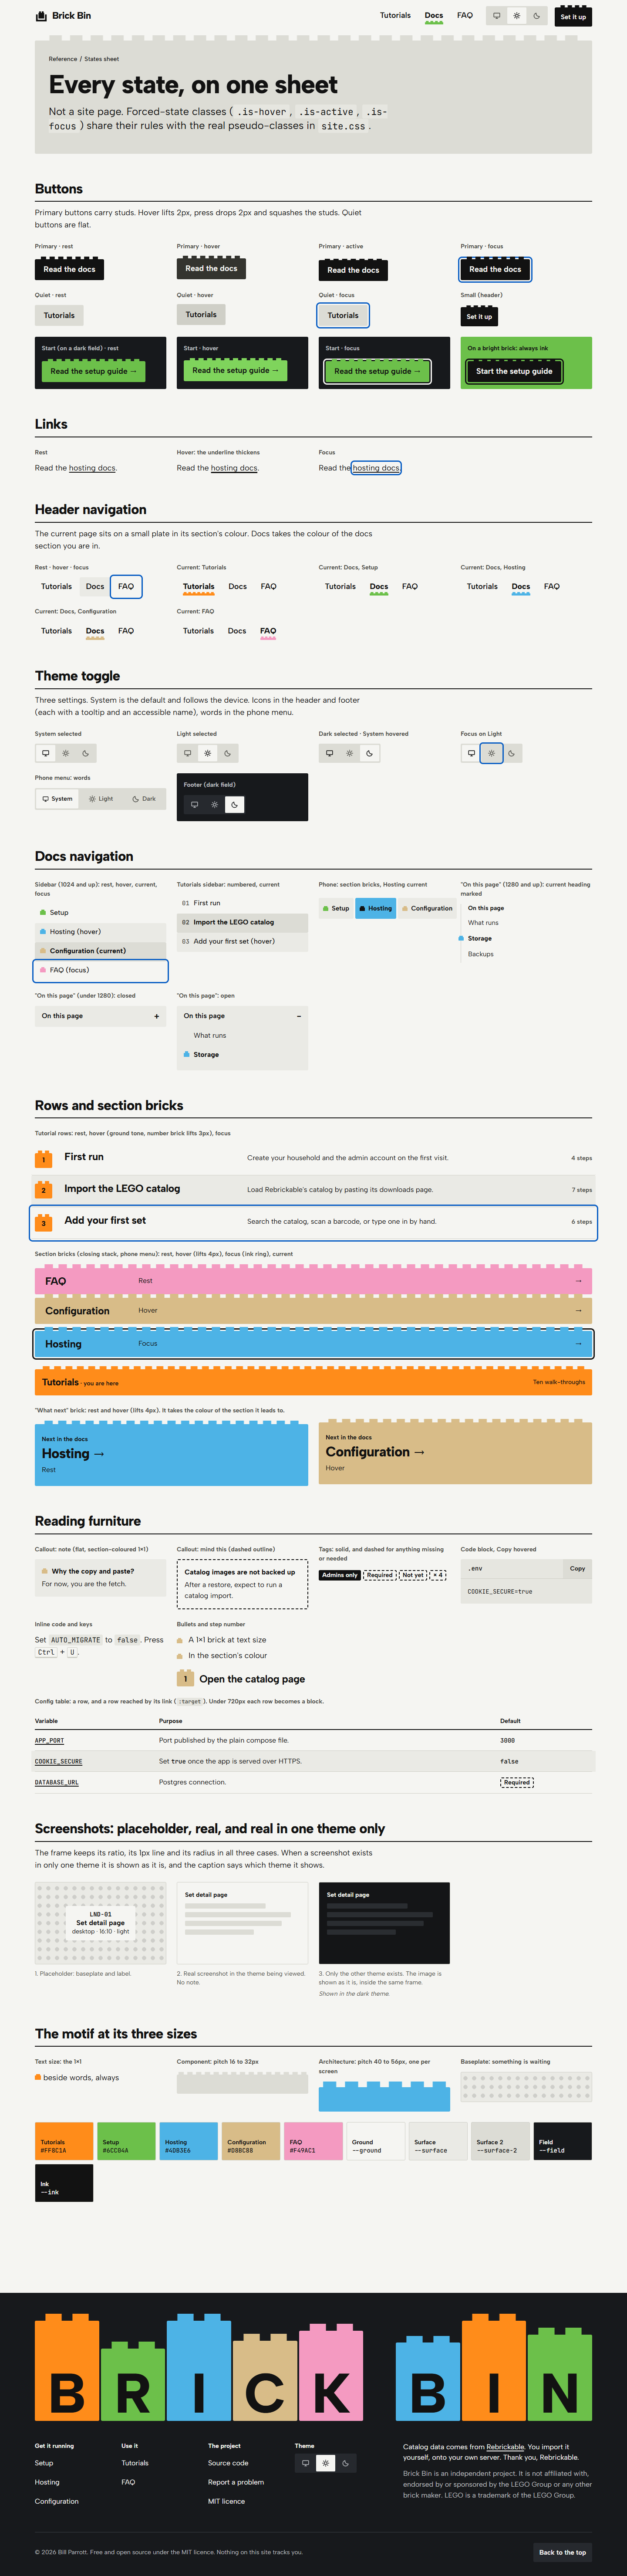 Brick Bin
Tutorials Docs FAQ Set it up
Reference / States sheet
Every state, on one sheet
Not a site page. Forced-state classes ( .is-hover , .is-active , .is-
focus ) share their rules with the real pseudo-classes in site.css .
Buttons
Primary buttons carry studs. Hover lifts 2px, press drops 2px and squashes the studs. Quiet
buttons are flat.
Primary · rest Primary · hover Primary · active Primary · focus
Read the docs Read the docs Read the docs Read the docs
Quiet · rest Quiet · hover Quiet · focus Small (header)
Tutorials Tutorials Tutorials Set it up
Start (on a dark field) · rest Start · hover Start · focus On a bright brick: always ink
Read the setup guide → Read the setup guide → Read the setup guide → Start the setup guide
Links
Rest Hover: the underline thickens Focus
Read the hosting docs. Read the hosting docs. Read the hosting docs.
Header navigation
The current page sits on a small plate in its section's colour. Docs takes the colour of the docs
section you are in.
Rest · hover · focus Current: Tutorials Current: Docs, Setup Current: Docs, Hosting
Tutorials Docs FAQ Tutorials Docs FAQ Tutorials Docs FAQ Tutorials Docs FAQ
Current: Docs, Configuration Current: FAQ
Tutorials Docs FAQ Tutorials Docs FAQ
Theme toggle
Three settings. System is the default and follows the device. Icons in the header and footer
(each with a tooltip and an accessible name), words in the phone menu.
System selected Light selected Dark selected · System hovered Focus on Light
Phone menu: words
System Light Dark
Footer (dark field)
Docs navigation
Sidebar (1024 and up): rest, hover, current,
focus
Setup
Hosting (hover)
Configuration (current)
FAQ (focus)
Tutorials sidebar: numbered, current
01 First run
02 Import the LEGO catalog
03 Add your first set (hover)
Phone: section bricks, Hosting current
Setup Hosting Configuration
"On this page" (1280 and up): current heading
marked
On this page
What runs
Storage
Backups
"On this page" (under 1280): closed
On this page +
"On this page": open
On this page −
What runs
Storage
Rows and section bricks
Tutorial rows: rest, hover (ground tone, number brick lifts 3px), focus
1 First run Create your household and the admin account on the first visit. 4 steps
2 Import the LEGO catalog Load Rebrickable's catalog by pasting its downloads page. 7 steps
3 Add your first set Search the catalog, scan a barcode, or type one in by hand. 6 steps
Section bricks (closing stack, phone menu): rest, hover (lifts 4px), focus (ink ring), current
FAQ Rest →
Configuration Hover →
Hosting Focus →
Tutorials · you are here Ten walk-throughs
"What next" brick: rest and hover (lifts 4px). It takes the colour of the section it leads to.
Next in the docs
Hosting →
Rest
Next in the docs
Configuration →
Hover
Reading furniture
Callout: note (flat, section-coloured 1×1)
Why the copy and paste?
For now, you are the fetch.
Callout: mind this (dashed outline)
Catalog images are not backed up
After a restore, expect to run a
catalog import.
Tags: solid, and dashed for anything missing
or needed
Admins only Required Not yet × 4
Code block, Copy hovered
.env Copy
COOKIE_SECURE=true
Inline code and keys
Set AUTO_MIGRATE to false . Press
Ctrl + U .
Bullets and step number
A 1×1 brick at text size
In the section's colour
1 Open the catalog page
Config table: a row, and a row reached by its link ( :target ). Under 720px each row becomes a block.
Variable Purpose Default
APP_PORT Port published by the plain compose file. 3000
COOKIE_SECURE Set true once the app is served over HTTPS. false
DATABASE_URL Postgres connection. Required
Screenshots: placeholder, real, and real in one theme only
The frame keeps its ratio, its 1px line and its radius in all three cases. When a screenshot exists
in only one theme it is shown as it is, and the caption says which theme it shows.
LND-01
Set detail page
desktop · 16:10 · light
1. Placeholder: baseplate and label.
Set detail page
2. Real screenshot in the theme being viewed.
No note.
Set detail page
3. Only the other theme exists. The image is
shown as it is, inside the same frame.
Shown in the dark theme.
The motif at its three sizes
Text size: the 1×1 Component: pitch 16 to 32px Architecture: pitch 40 to 56px, one per
screen
Baseplate: something is waiting
beside words, always
Tutorials
#FF8C1A
Setup
#6CC04A
Hosting
#4DB3E6
Configuration
#D8BC88
FAQ
#F49AC1
Ground
--ground
Surface
--surface
Surface 2
--surface-2
Field
--field
Ink
--ink
BRICK BIN
Get it running
Setup
Hosting
Configuration
Use it
Tutorials
FAQ
The project
Source code
Report a problem
MIT licence
Theme
Catalog data comes from Rebrickable. You import it
yourself, onto your own server. Thank you, Rebrickable.
Brick Bin is an independent project. It is not affiliated with,
endorsed by or sponsored by the LEGO Group or any other
brick maker. LEGO is a trademark of the LEGO Group.
© 2026 Bill Parrott. Free and open source under the MIT licence. Nothing on this site tracks you.
Back to the top